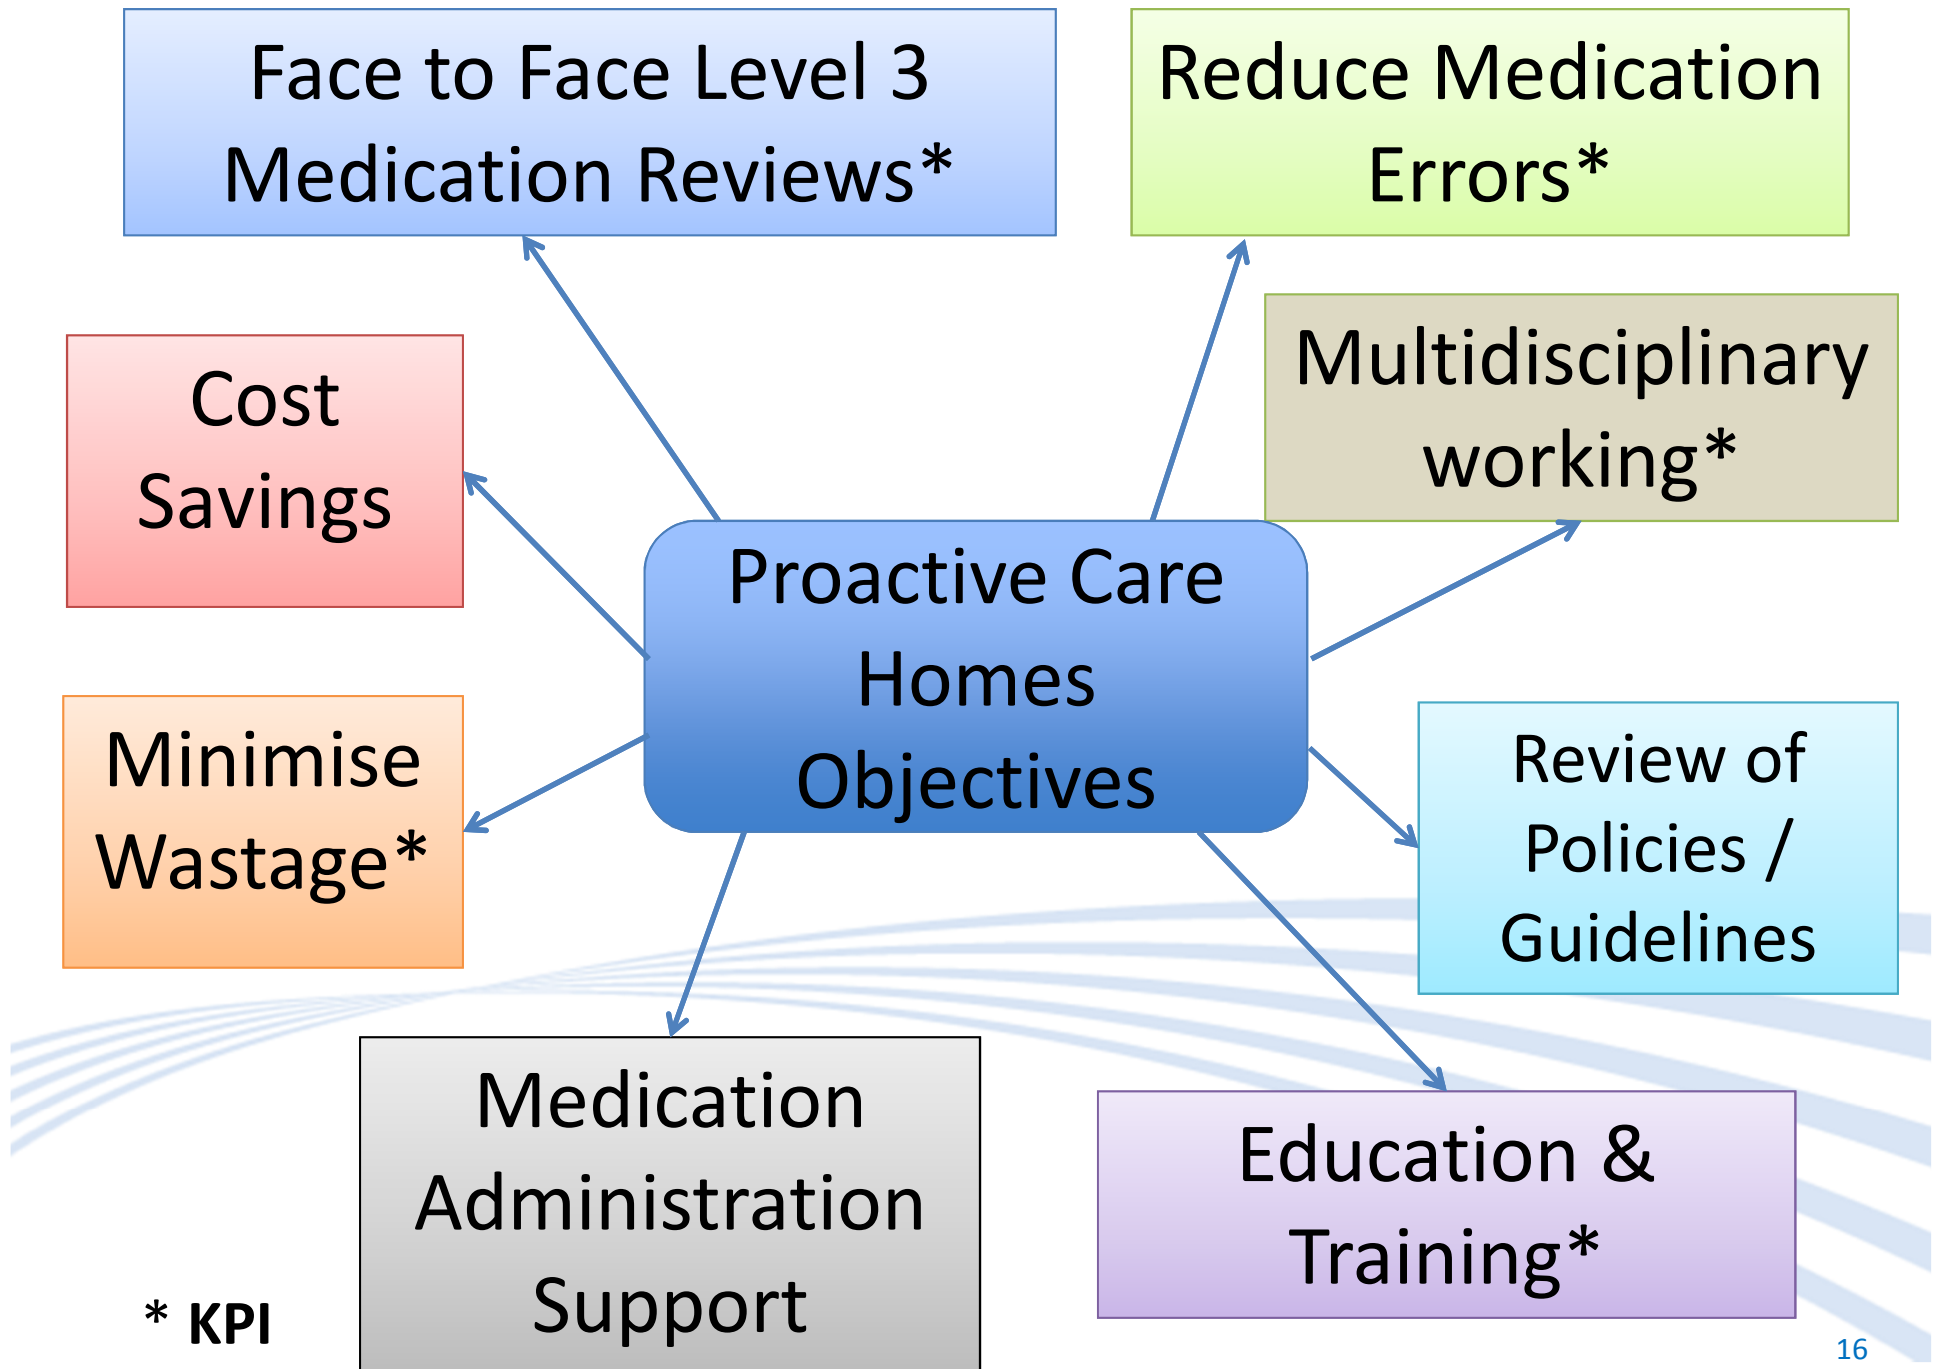 Face to Face Level 3
Medication Reviews*
Reduce Medication
Errors*
Cost
Savings
Multidisciplinary
working*
Proactive Care
Homes
Objectives
Minimise
Wastage*
Review of
Policies /
Guidelines
Medication
Administration
Support
Education &
Training*
* KPI
16